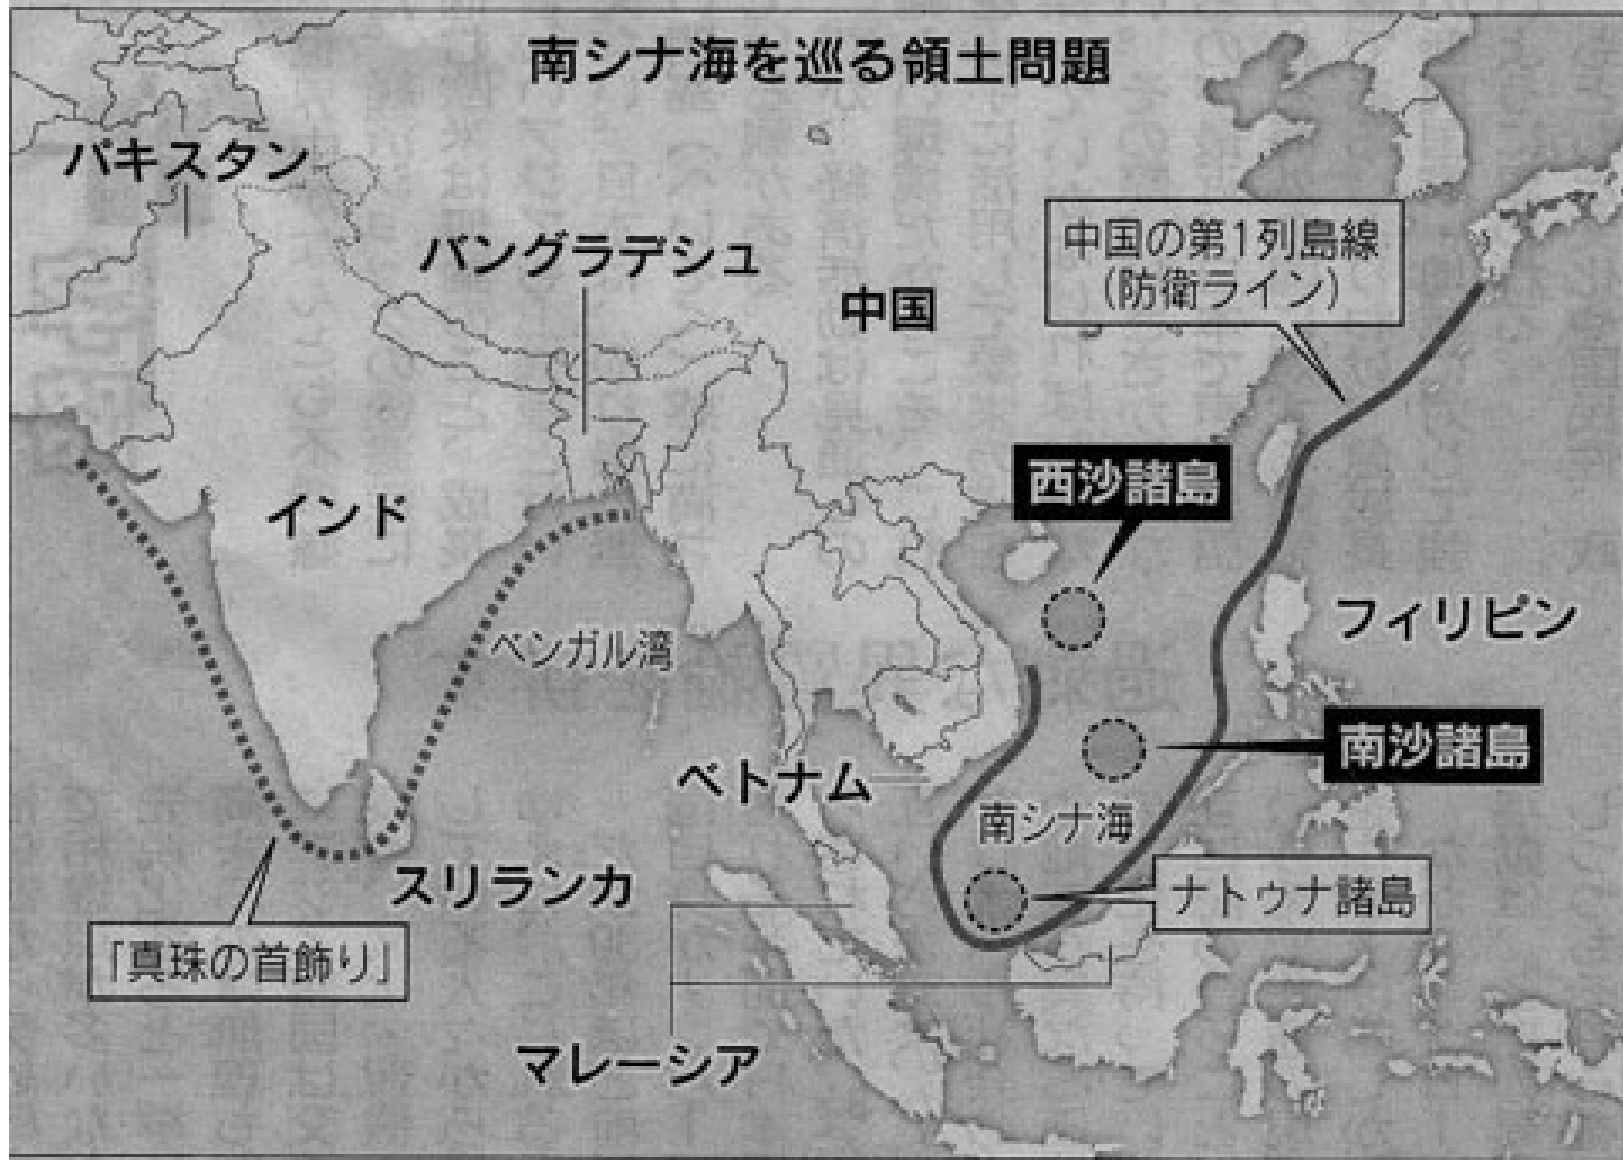 南シナ海を巡る領土問題
パキスタン
バングラデシュ
中国
中国の第1列島線
(防衛ライン)
西沙諸島
インド
ベンガル湾
フィリピン
南沙諸島
ベトナム
南シナ海
スリランカ
ナトゥナ諸島
「真珠の首飾り」
マレーシア